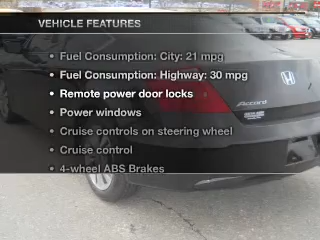 VEHICLE FEATURES
Fuel Consumption: City: 21 mpg
Fuel Consumption: Highway: 30 mpg
Remote power door locks
Power windows
Cruise controls on steering wheel
Cruise control
4-wheel ABS Brakes
Accord